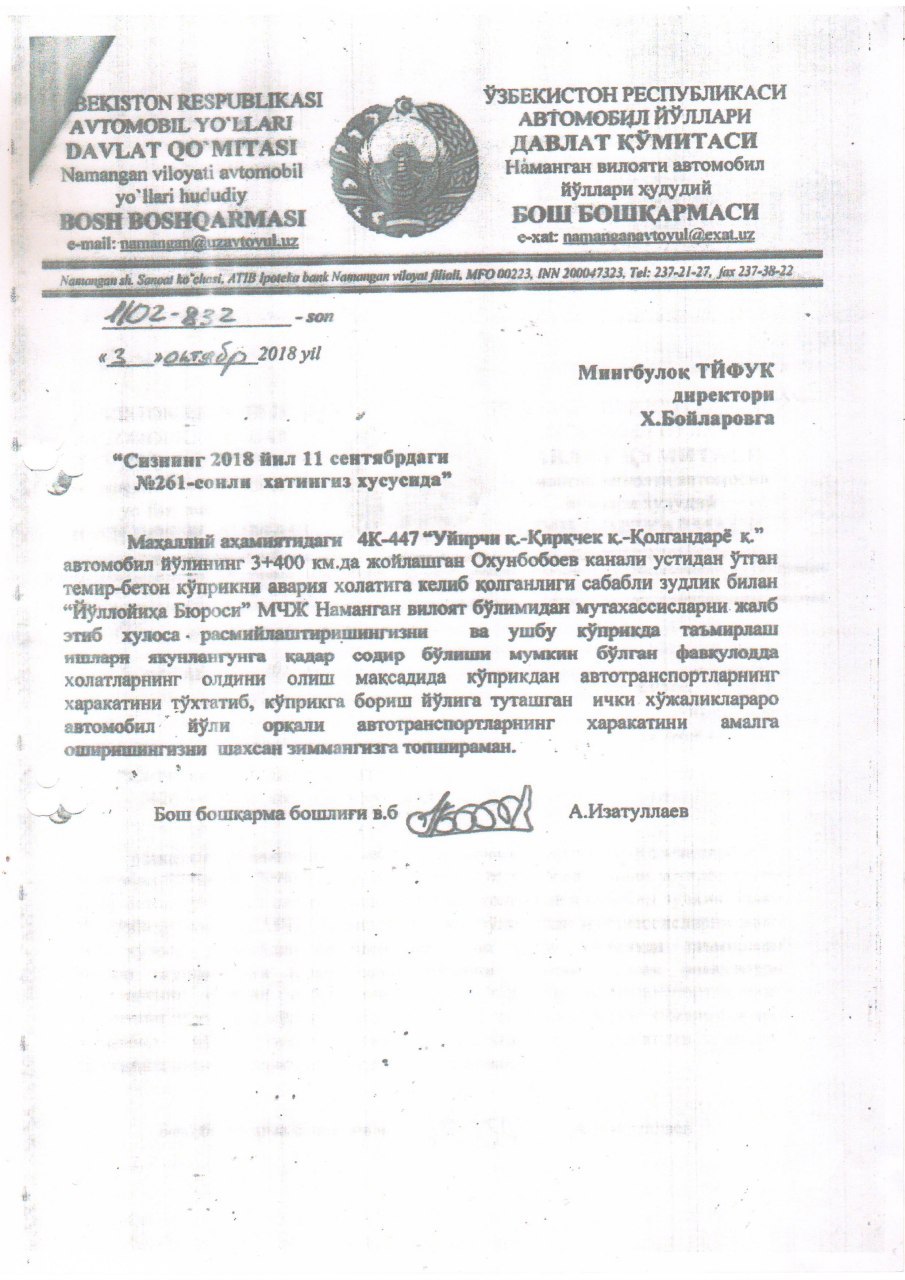 BEKISTON RESPUBLIKASI
AVTOMOBIL YO`LLARI
DAVLAT QO`MITASI
Namangan viloyati avtomobil
yo`llari hududiy
BOSH BOSHQARMASI
e-mail: namangan@uzavtoyul.uz
ЎЗБЕКИСТОН РЕСПУБЛИКАСИ
АВТОМОБИЛ ЙЎЛЛАРИ
ДАВЛАТ ҚЎМИТАСИ
Наманган вилояти автомобил
йўллари ҳудудий
БОШ БОШҚАРМАСИ
e-xat: namanganavtoyul@exat.uz
Namangan sh. Sanoat ko`chasi, ATIB Ipoteka bank Namangan viloyat filiali, MFO 00223, INN 200047323, Tel: 237-21-27, fax 237-38-22
1102-832 - son
« 3 » октябр 2018 yil
Мингбулоқ ТЙФУК
директори
Х.Бойларовга
“Сизнинг 2018 йил 11 сентябрдаги
№261-сонли хатингиз хусусида”
Маҳаллий аҳамиятидаги 4К-447 “Уйирчи қ.-Қирқчек қ.-Қолгандарё қ.”
автомобил йўлининг 3+400 км.да жойлашган Охунбобоев канали устидан ўтган
темир-бетон кўприкни авария холатига келиб қолганлиги сабабли зудлик билан
“Йўллойиҳа Бюроси” МЧЖ Наманган вилоят бўлимидан мутахассисларни жалб
этиб хулоса расмийлаштиришингизни ва ушбу кўприкда таъмирлаш
ишлари якунлангунга қадар содир бўлиши мумкин бўлган фавқулодда
холатларнинг олдини олиш мақсадида кўприкдан автотранспортларнинг
харакатини тўхтатиб, кўприкга бориш йўлига туташган ички хўжаликлараро
автомобил йўли орқали автотранспортларнинг харакатини амалга
оширишингизни шахсан зиммангизга топшираман.
Бош бошқарма бошлиғи в.б А.Изатуллаев